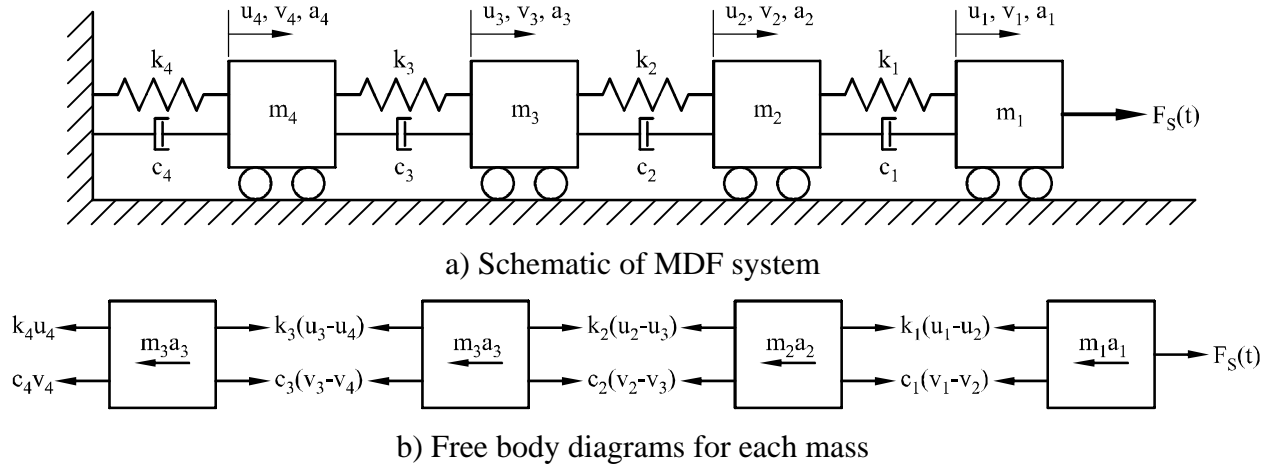 u₄, v₄, a₄ u₃, v₃, a₃ u₂, v₂, a₂ u₁, v₁, a₁
k₄ k₃ k₂ k₁
m₄ m₃ m₂ m₁ F_S(t)
c₄ c₃ c₂ c₁
a) Schematic of MDF system
k₄u₄ k₃(u₃-u₄) k₂(u₂-u₃) k₁(u₁-u₂)
m₃a₃ m₃a₃ m₂a₂ m₁a₁ F_S(t)
c₄v₄ c₃(v₃-v₄) c₂(v₂-v₃) c₁(v₁-v₂)
b) Free body diagrams for each mass